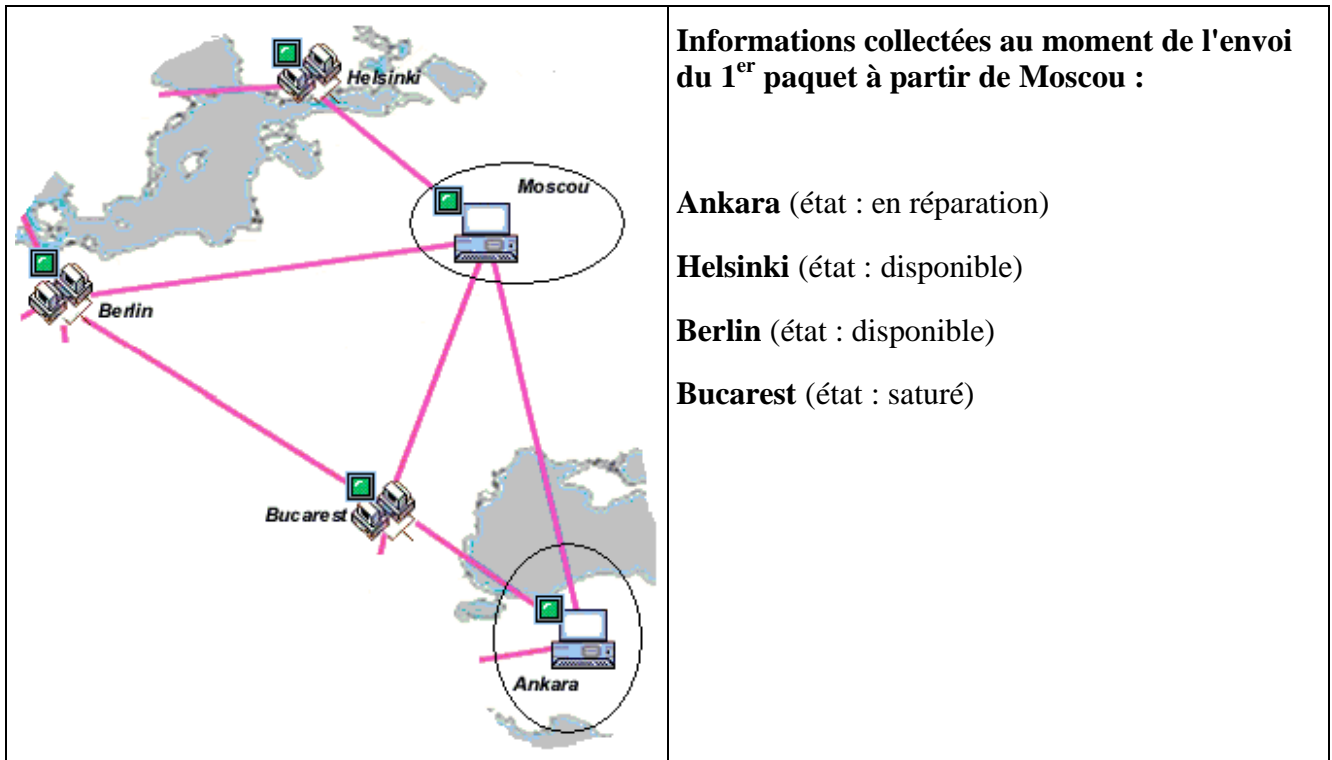 Helsinki
Moscou
Berlin
Bucarest
Ankara
Informations collectées au moment de l'envoi
du 1er paquet à partir de Moscou :
Ankara (état : en réparation)
Helsinki (état : disponible)
Berlin (état : disponible)
Bucarest (état : saturé)